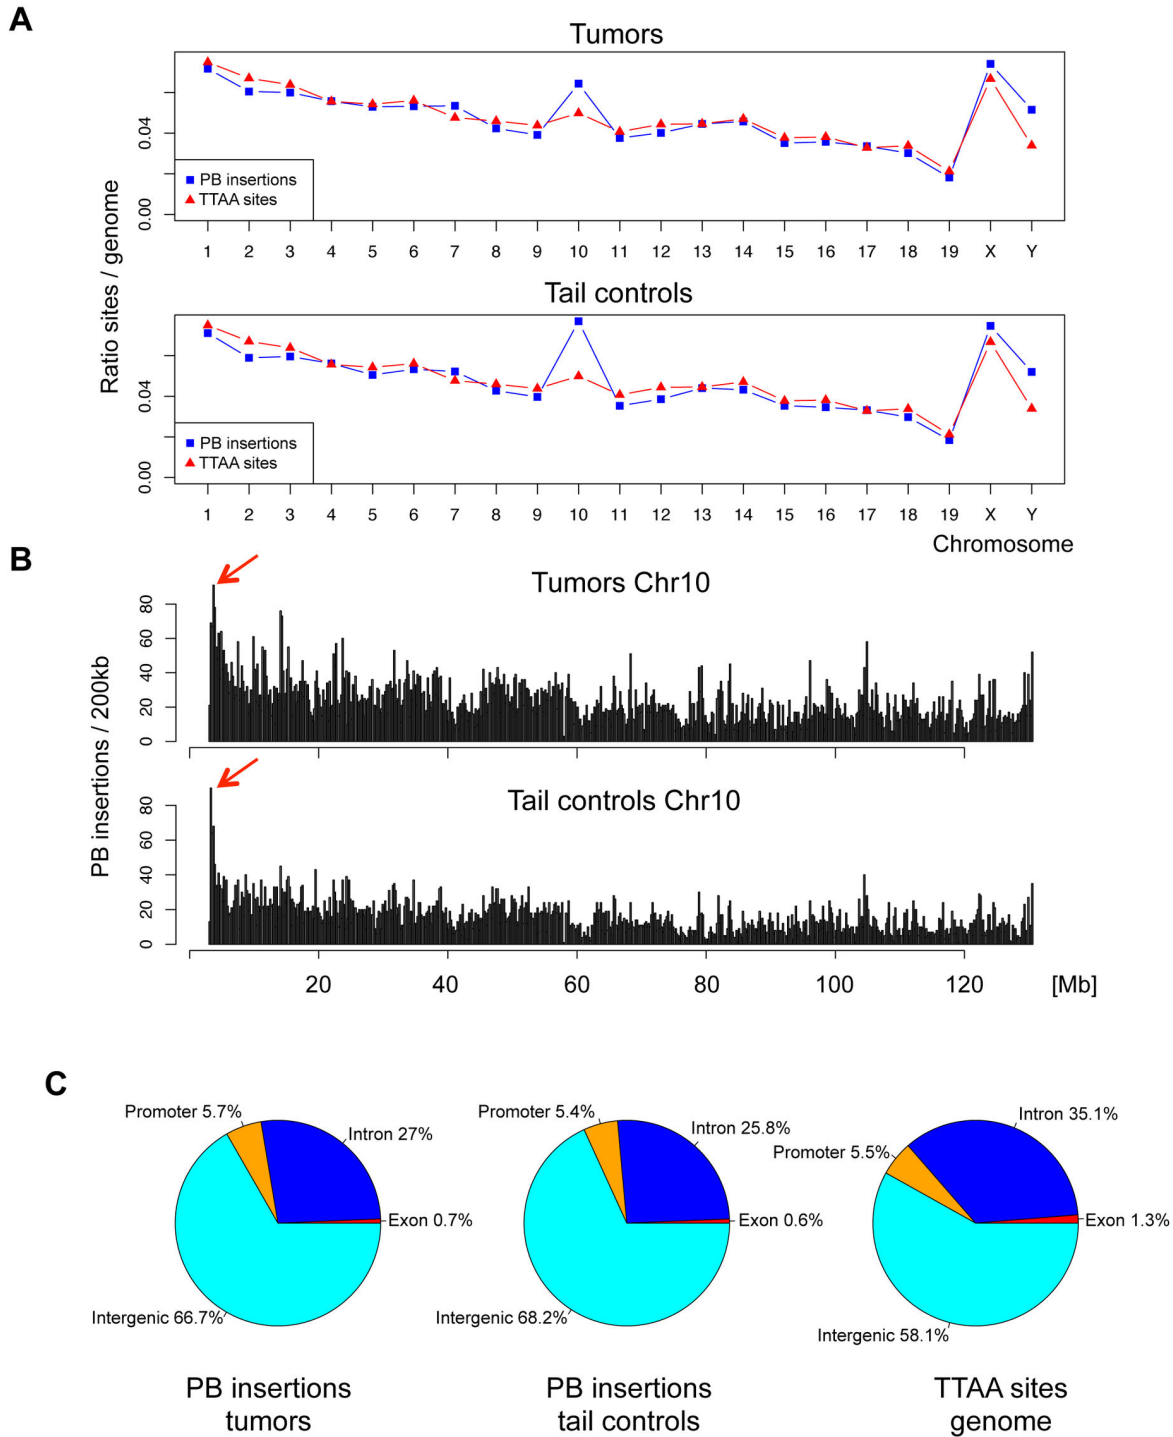 A
Tumors
Ratio sites / genome
0.04
0.00
PB insertions
TTAA sites
1 2 3 4 5 6 7 8 9 10 11 12 13 14 15 16 17 18 19 X Y
Tail controls
0.04
0.00
PB insertions
TTAA sites
1 2 3 4 5 6 7 8 9 10 11 12 13 14 15 16 17 18 19 X Y
Chromosome
B
Tumors Chr10
PB insertions / 200kb
80
60
40
20
0
Tail controls Chr10
80
60
40
20
0
20 40 60 80 100 120 [Mb]
C
Promoter 5.7%
Intron 27%
Exon 0.7%
Intergenic 66.7%
PB insertions
tumors
Promoter 5.4%
Intron 25.8%
Exon 0.6%
Intergenic 68.2%
PB insertions
tail controls
Intron 35.1%
Promoter 5.5%
Exon 1.3%
Intergenic 58.1%
TTAA sites
genome